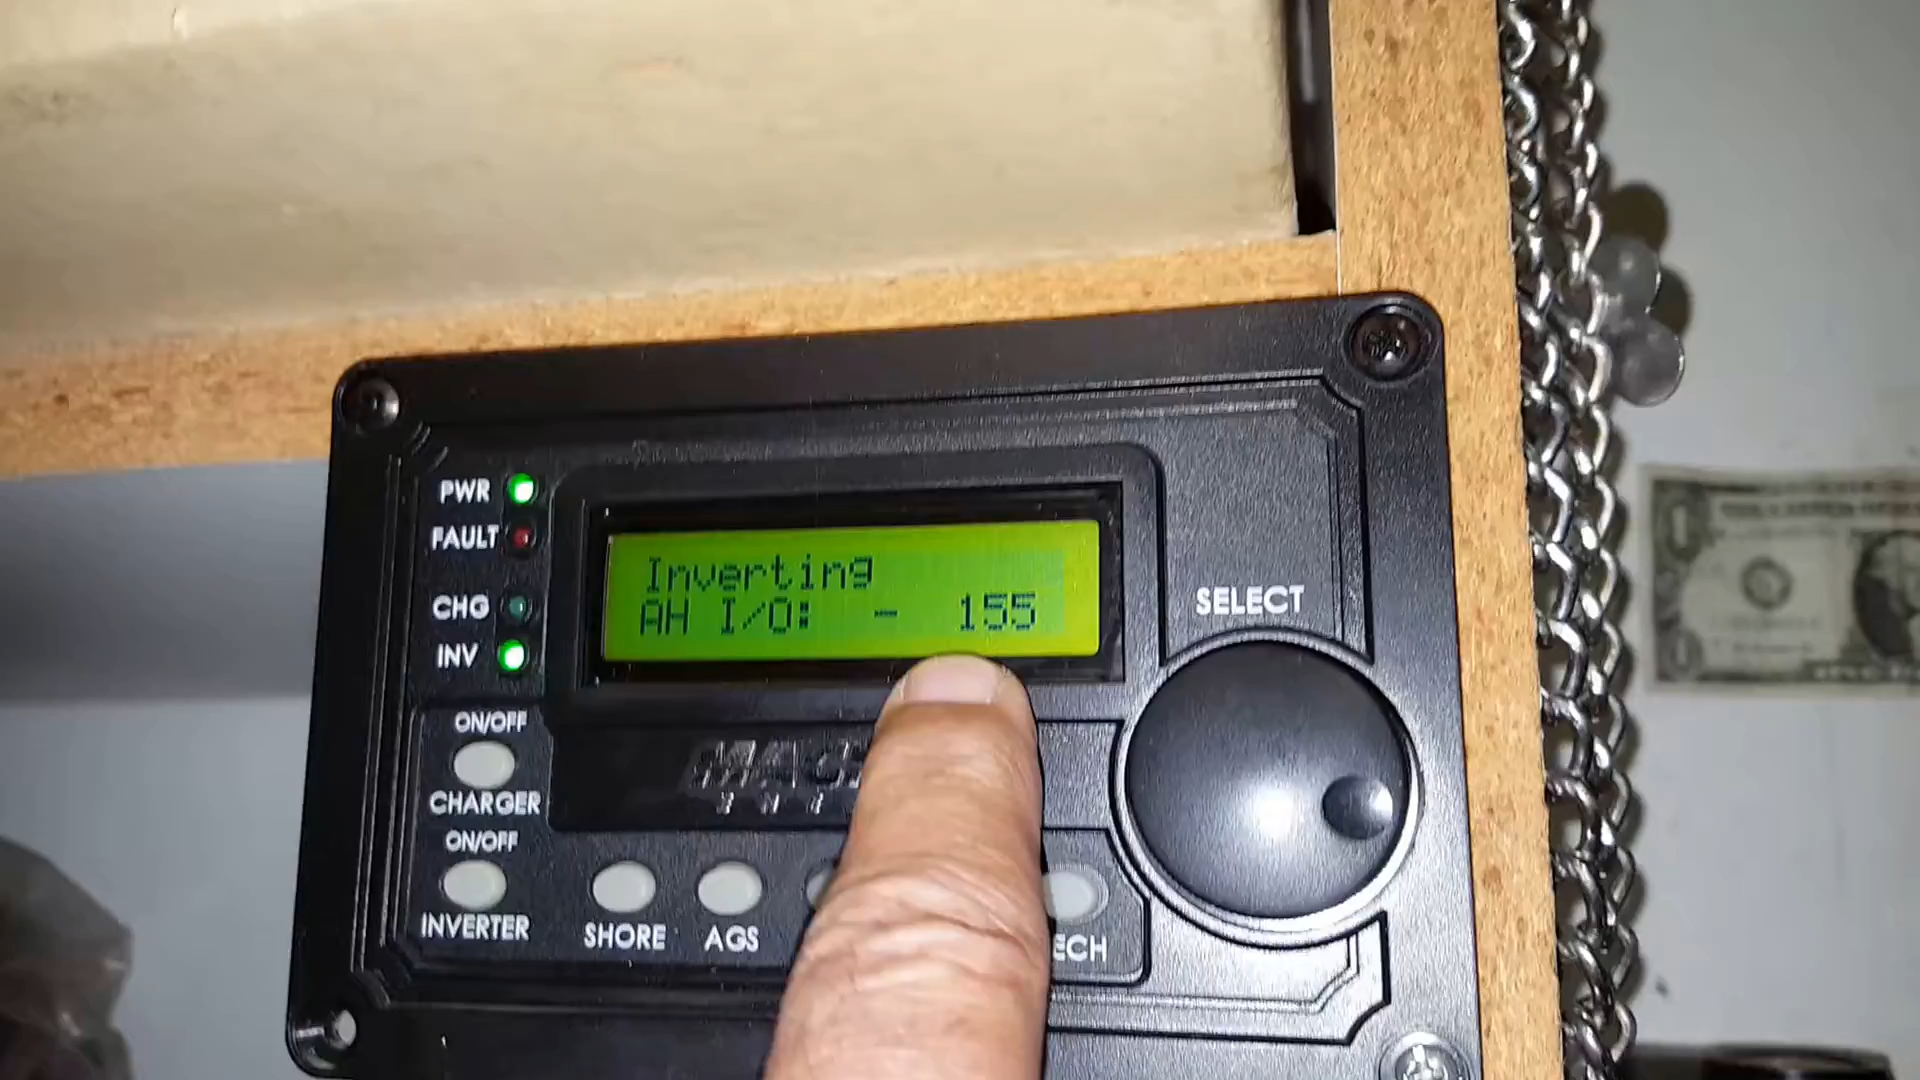 PWR
FAULT
CHG
INV
Inverting
AH I/O: - 155
SELECT
ON/OFF
CHARGER
ON/OFF
INVERTER
SHORE
AGS